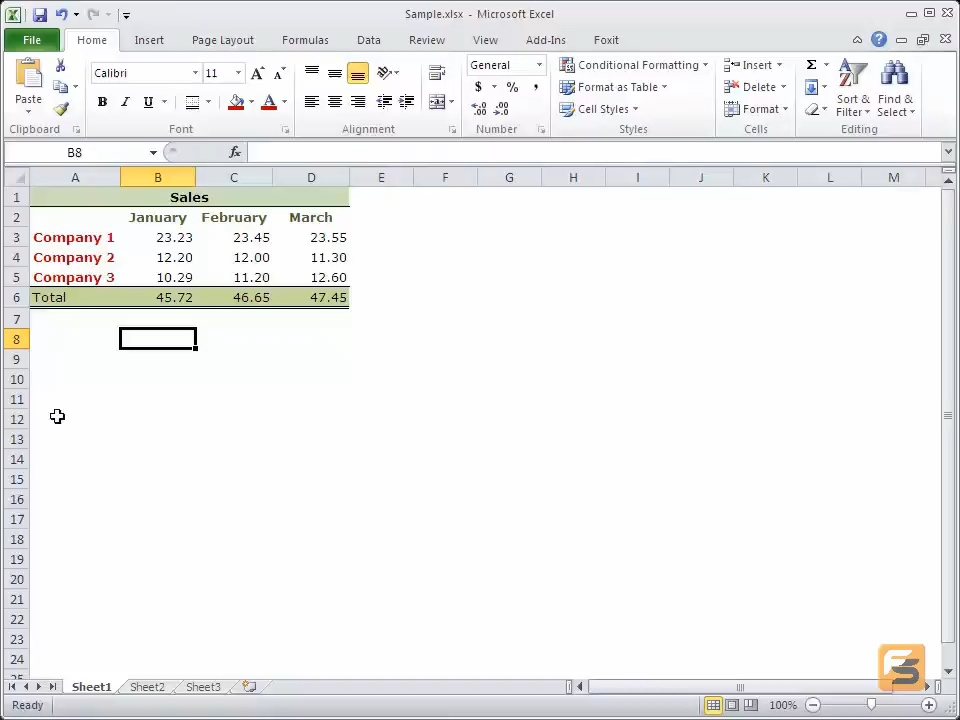 Sample.xlsx - Microsoft Excel
File Home Insert Page Layout Formulas Data Review View Add-Ins Foxit
Calibri 11 General Conditional Formatting Insert Σ
Paste B I U $ % , Format as Table Delete Sort & Filter Find & Select
Cell Styles Format
Clipboard Font Alignment Number Styles Cells Editing
B8 fx
A B C D E F G H I J K L M
1 Sales
2 January February March
3 Company 1 23.23 23.45 23.55
4 Company 2 12.20 12.00 11.30
5 Company 3 10.29 11.20 12.60
6 Total 45.72 46.65 47.45
7
8
9
10
11
12
13
14
15
16
17
18
19
20
21
22
23
24
25
Sheet1 Sheet2 Sheet3
Ready 100%